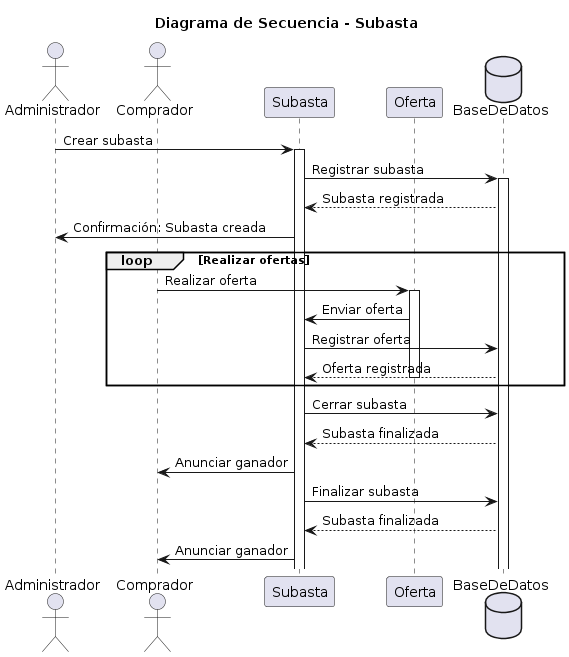 Diagrama de Secuencia - Subasta
Administrador
Comprador
Subasta
Oferta
BaseDeDatos
Crear subasta
Registrar subasta
Subasta registrada
Confirmación: Subasta creada
loop [Realizar ofertas]
Realizar oferta
Enviar oferta
Registrar oferta
Oferta registrada
Cerrar subasta
Subasta finalizada
Anunciar ganador
Finalizar subasta
Subasta finalizada
Anunciar ganador
Administrador
Comprador
Subasta
Oferta
BaseDeDatos